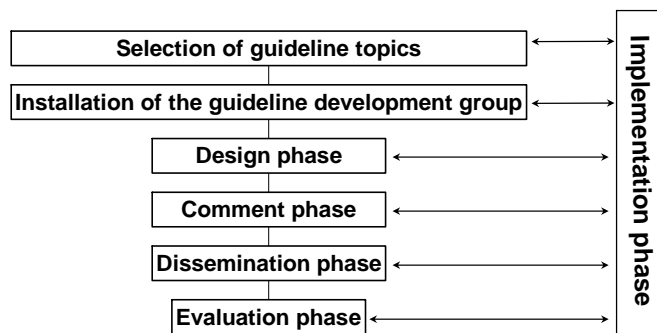 Selection of guideline topics
Installation of the guideline development group
Design phase
Comment phase
Dissemination phase
Evaluation phase
Implementation phase